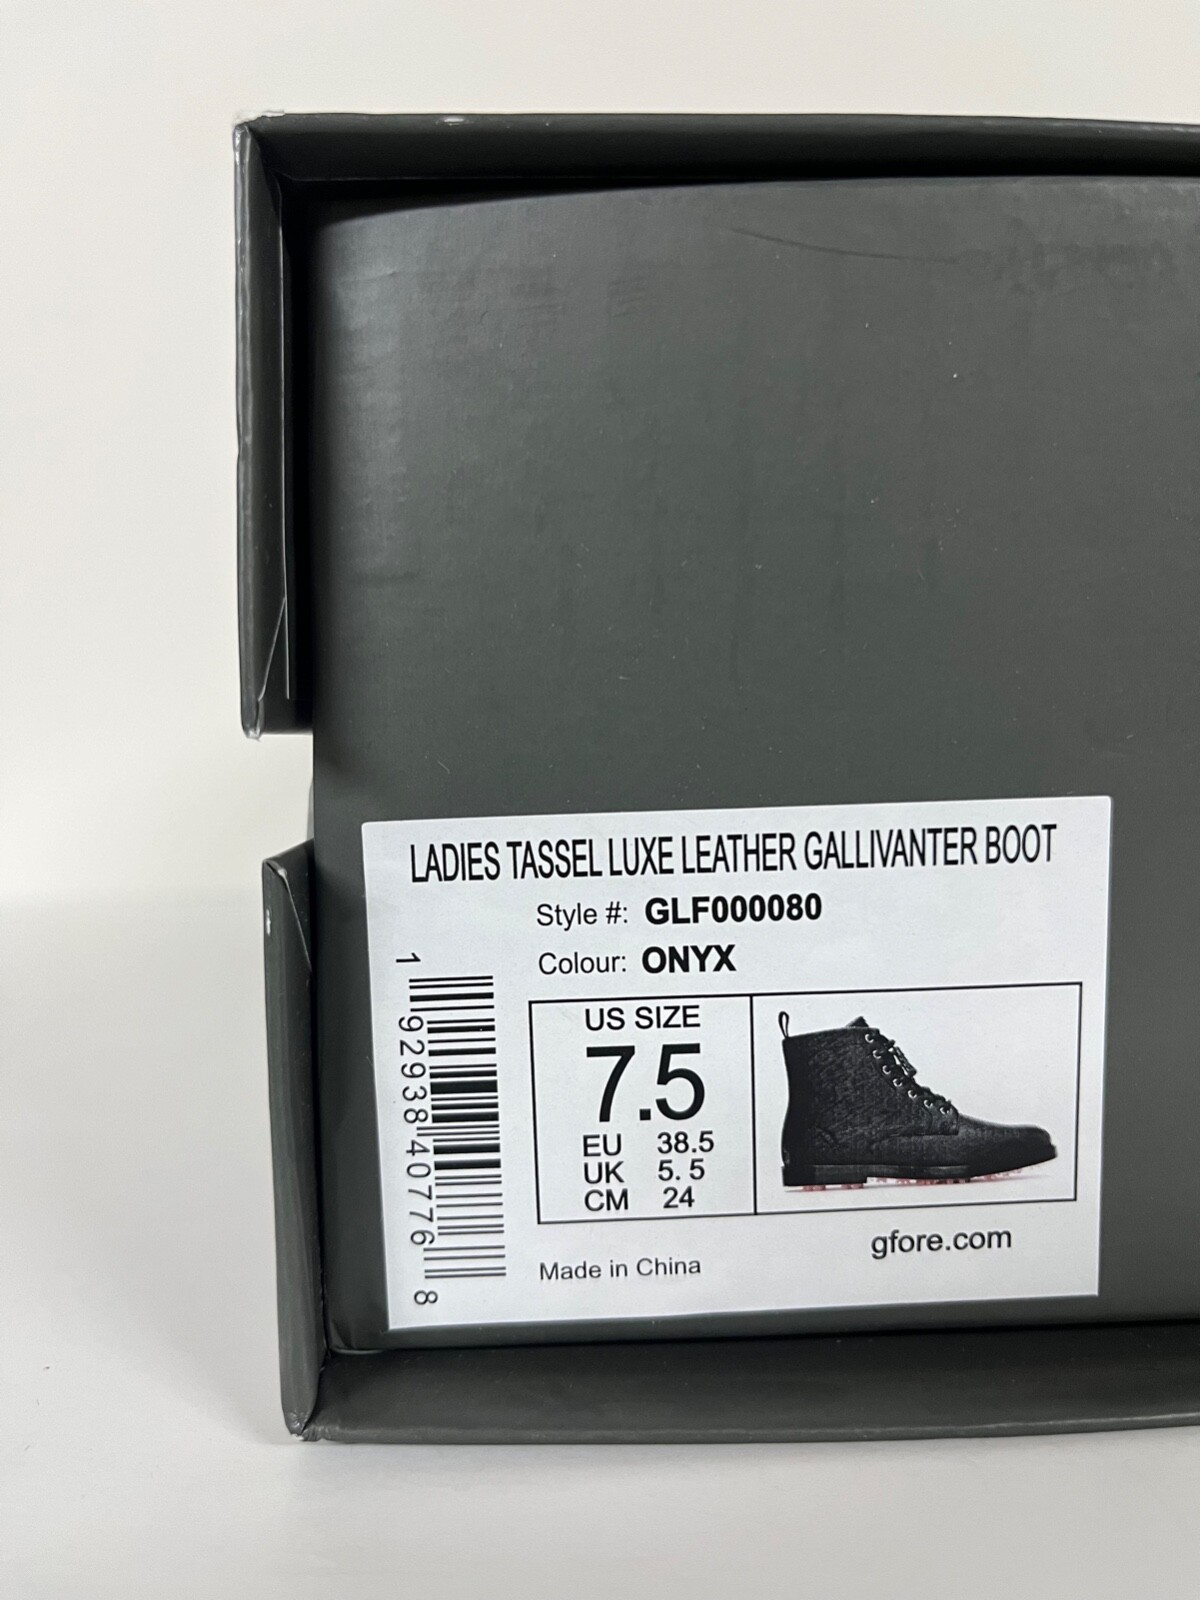 LADIES TASSEL LUXE LEATHER GALLIVANTER BOOT
Style #: GLF000080
Colour: ONYX
1 92938 40776 8
US SIZE
7.5
EU 38.5
UK 5.5
CM 24
gfore.com
Made in China